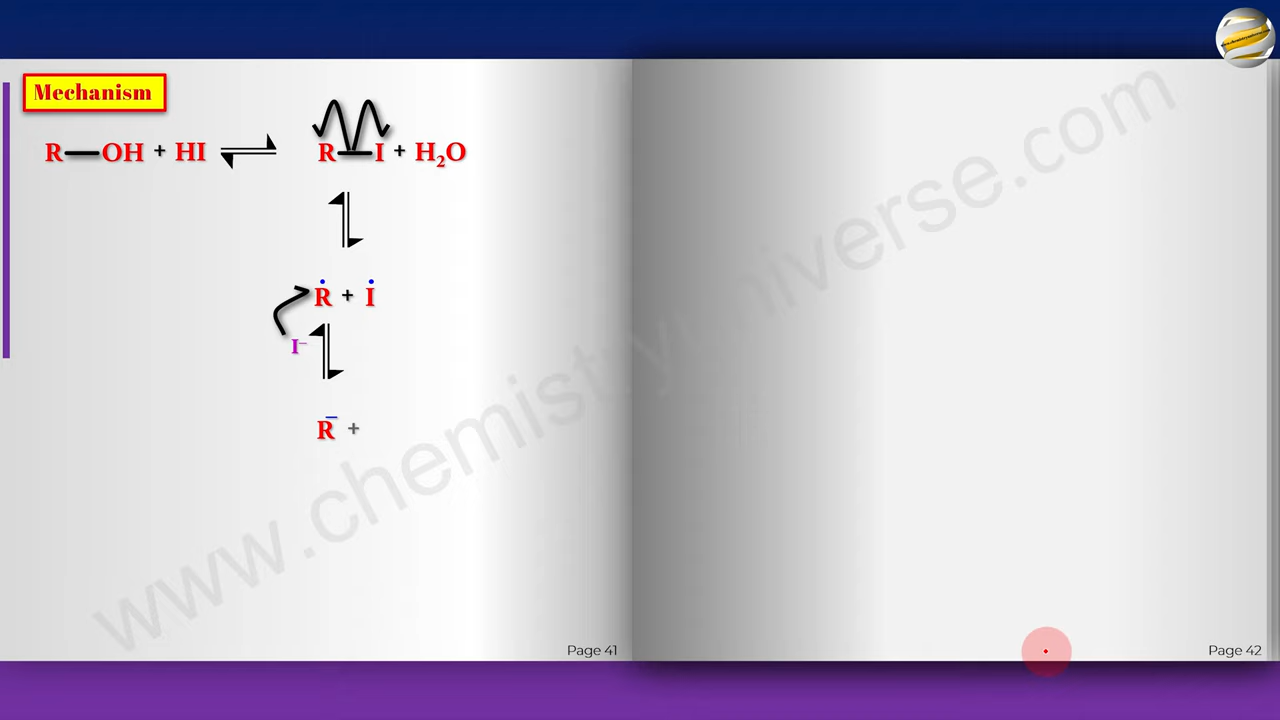 Mechanism
R—OH + HI ⇌ R—I + H₂O
Ṙ + İ
I⁻
R⁻ +
www.chemistryuniverse.com
Page 41
Page 42